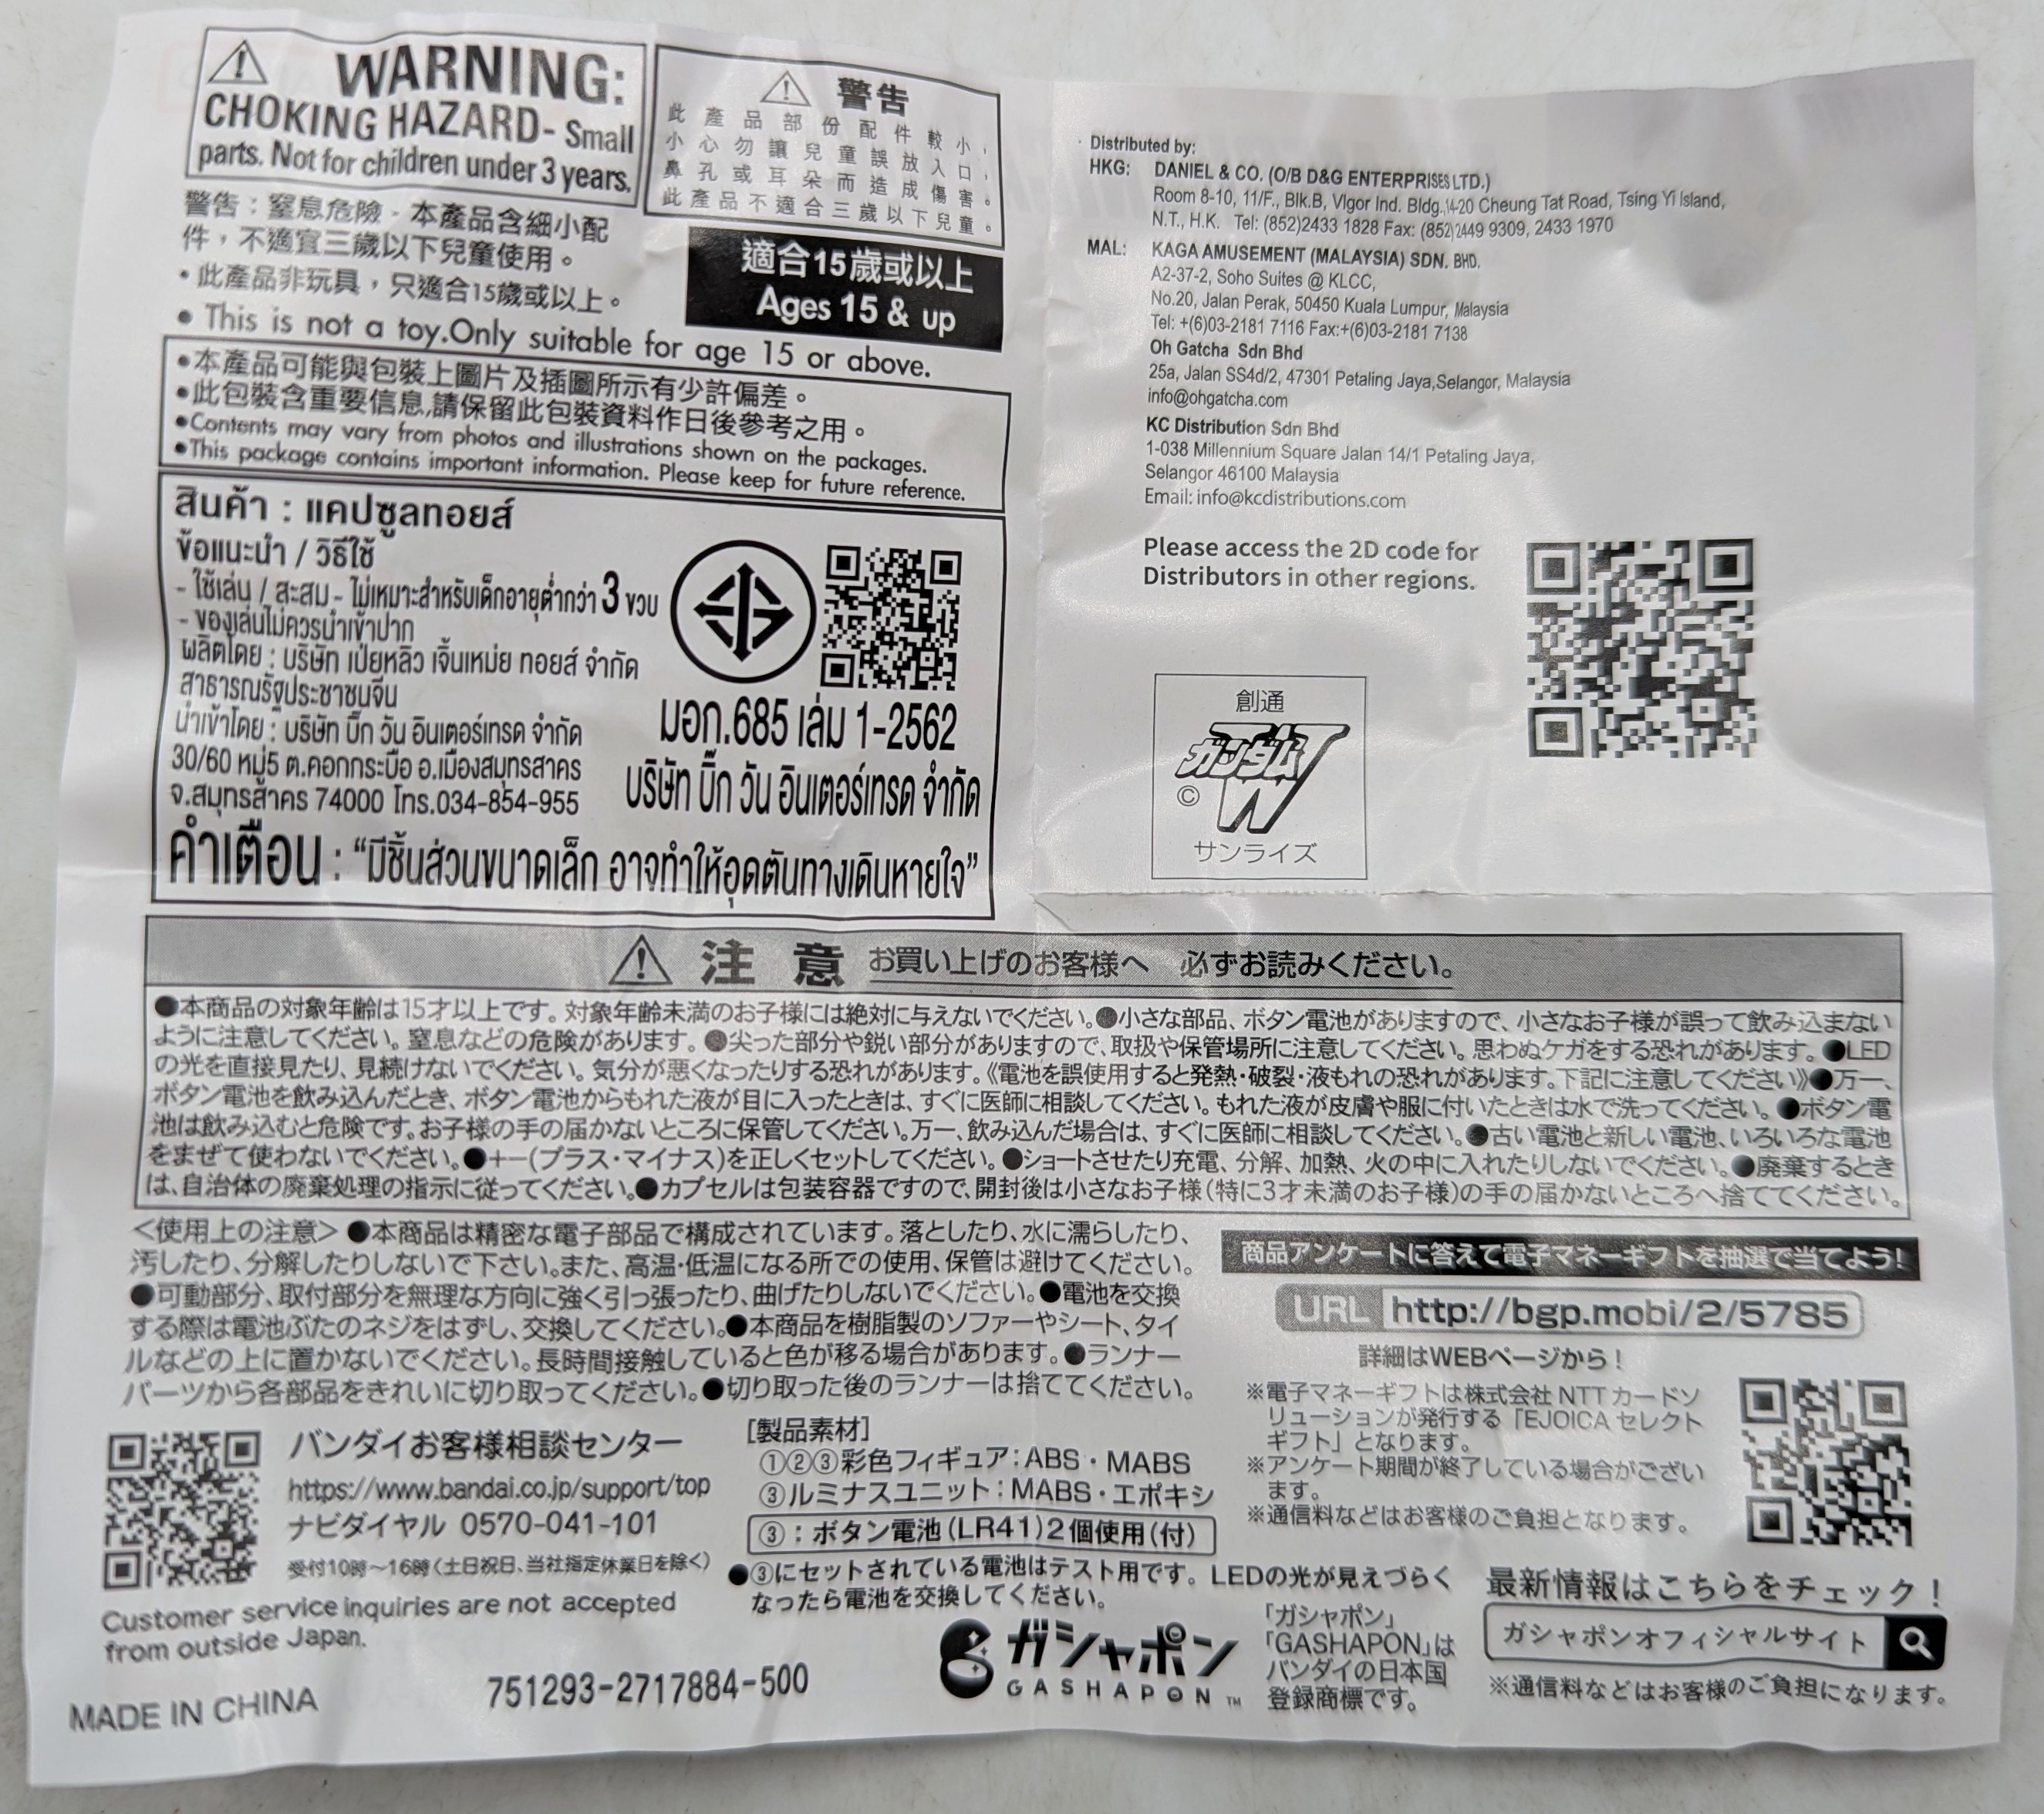 ⚠ WARNING:
CHOKING HAZARD- Small
parts. Not for children under 3 years.
⚠ 警告
此產品部份配件較小，
小心勿讓兒童誤放入口，
鼻孔或耳朵而造成傷害。
此產品不適合三歲以下兒童。
警告：窒息危險 - 本產品含細小配
件，不適宜三歲以下兒童使用。
・此產品非玩具，只適合15歲或以上。
適合15歲或以上
Ages 15 & up
● This is not a toy.Only suitable for age 15 or above.
●本產品可能與包裝上圖片及插圖所示有少許偏差。
●此包裝含重要信息,請保留此包裝資料作日後參考之用。
●Contents may vary from photos and illustrations shown on the packages.
●This package contains important information. Please keep for future reference.
สินค้า : แคปซูลทอยส์
ข้อแนะนำ / วิธีใช้
- ใช้เล่น / สะสม - ไม่เหมาะสำหรับเด็กอายุต่ำกว่า 3 ขวบ
- ของเล่นไม่ควรนำเข้าปาก
ผลิตโดย : บริษัท เป่ยหลิว เจิ้นเหม่ย ทอยส์ จำกัด
สาธารณรัฐประชาชนจีน
นำเข้าโดย : บริษัท บิ๊ก วัน อินเตอร์เทรด จำกัด
30/60 หมู่5 ต.คอกกระบือ อ.เมืองสมุทรสาคร
จ.สมุทรสาคร 74000 โทร.034-854-955
มอก.685 เล่ม 1-2562
บริษัท บิ๊ก วัน อินเตอร์เทรด จำกัด
คำเตือน : “มีชิ้นส่วนขนาดเล็ก อาจทำให้อุดตันทางเดินหายใจ”
Distributed by:
HKG: DANIEL & CO. (O/B D&G ENTERPRISES LTD.)
Room 8-10, 11/F., Blk.B, Vigor Ind. Bldg.,14-20 Cheung Tat Road, Tsing Yi Island,
N.T., H.K. Tel: (852)2433 1828 Fax: (852)2449 9309, 2433 1970
MAL: KAGA AMUSEMENT (MALAYSIA) SDN. BHD.
A2-37-2, Soho Suites @ KLCC,
No.20, Jalan Perak, 50450 Kuala Lumpur, Malaysia
Tel: +(6)03-2181 7116 Fax:+(6)03-2181 7138
Oh Gatcha Sdn Bhd
25a, Jalan SS4d/2, 47301 Petaling Jaya,Selangor, Malaysia
info@ohgatcha.com
KC Distribution Sdn Bhd
1-038 Millennium Square Jalan 14/1 Petaling Jaya,
Selangor 46100 Malaysia
Email: info@kcdistributions.com
Please access the 2D code for
Distributors in other regions.
創通
ガンダム
© W
サンライズ
⚠ 注意 お買い上げのお客様へ 必ずお読みください。
●本商品の対象年齢は15才以上です。対象年齢未満のお子様には絶対に与えないでください。●小さな部品、ボタン電池がありますので、小さなお子様が誤って飲み込まない
ように注意してください。窒息などの危険があります。●尖った部分や鋭い部分がありますので、取扱や保管場所に注意してください。思わぬケガをする恐れがあります。●LED
の光を直接見たり、見続けないでください。気分が悪くなったりする恐れがあります。《電池を誤使用すると発熱・破裂・液もれの恐れがあります。下記に注意してください》●万一、
ボタン電池を飲み込んだとき、ボタン電池からもれた液が目に入ったときは、すぐに医師に相談してください。もれた液が皮膚や服に付いたときは水で洗ってください。●ボタン電
池は飲み込むと危険です。お子様の手の届かないところに保管してください。万一、飲み込んだ場合は、すぐに医師に相談してください。●古い電池と新しい電池、いろいろな電池
をまぜて使わないでください。●+−(プラス・マイナス)を正しくセットしてください。●ショートさせたり充電、分解、加熱、火の中に入れたりしないでください。●廃棄するとき
は、自治体の廃棄処理の指示に従ってください。●カプセルは包装容器ですので、開封後は小さなお子様(特に3才未満のお子様)の手の届かないところへ捨ててください。
<使用上の注意> ●本商品は精密な電子部品で構成されています。落としたり、水に濡らしたり、
汚したり、分解したりしないで下さい。また、高温・低温になる所での使用、保管は避けてください。
●可動部分、取付部分を無理な方向に強く引っ張ったり、曲げたりしないでください。●電池を交換
する際は電池ぶたのネジをはずし、交換してください。●本商品を樹脂製のソファーやシート、タイ
ルなどの上に置かないでください。長時間接触していると色が移る場合があります。●ランナー
パーツから各部品をきれいに切り取ってください。●切り取った後のランナーは捨ててください。
商品アンケートに答えて電子マネーギフトを抽選で当てよう!
URL http://bgp.mobi/2/5785
詳細はWEBページから!
※電子マネーギフトは株式会社NTTカードソ
リューションが発行する「EJOICAセレクト
ギフト」となります。
※アンケート期間が終了している場合がござい
ます。
※通信料などはお客様のご負担となります。
バンダイお客様相談センター
https://www.bandai.co.jp/support/top
ナビダイヤル 0570-041-101
受付10時～16時(土日祝日、当社指定休業日を除く)
Customer service inquiries are not accepted
from outside Japan.
[製品素材]
①②③彩色フィギュア：ABS・MABS
③ルミナスユニット：MABS・エポキシ
③：ボタン電池(LR41)2個使用(付)
●③にセットされている電池はテスト用です。LEDの光が見えづらく
なったら電池を交換してください。
最新情報はこちらをチェック!
ガシャポンオフィシャルサイト
※通信料などはお客様のご負担になります。
ガシャポン
GASHAPON ™
「ガシャポン」
「GASHAPON」は
バンダイの日本国
登録商標です。
751293-2717884-500
MADE IN CHINA